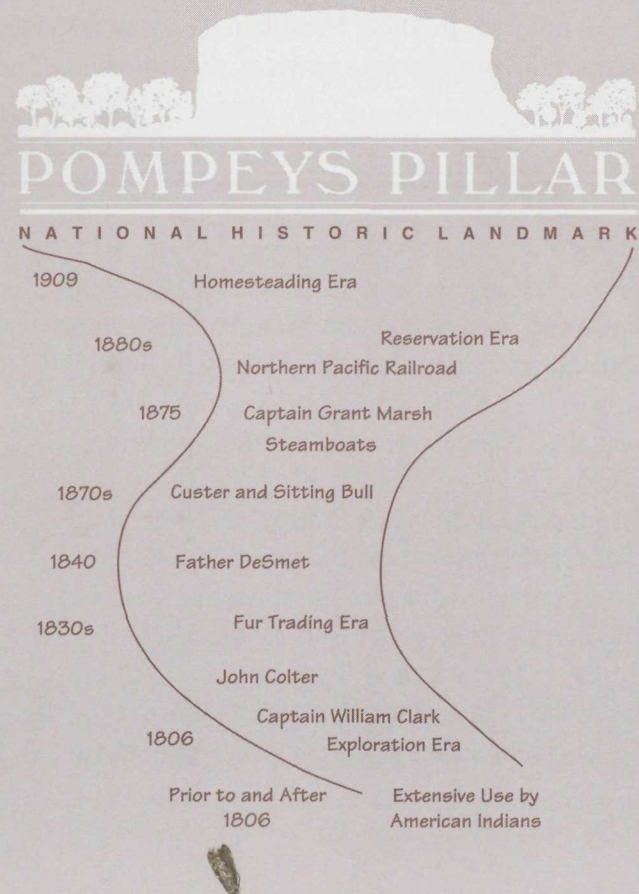 POMPEYS PILLAR
NATIONAL HISTORIC LANDMARK
1909 Homesteading Era
Reservation Era
1880s
Northern Pacific Railroad
1875 Captain Grant Marsh
Steamboats
1870s Custer and Sitting Bull
1840 Father DeSmet
1830s Fur Trading Era
John Colter
Captain William Clark
1806 Exploration Era
Prior to and After Extensive Use by
1806 American Indians